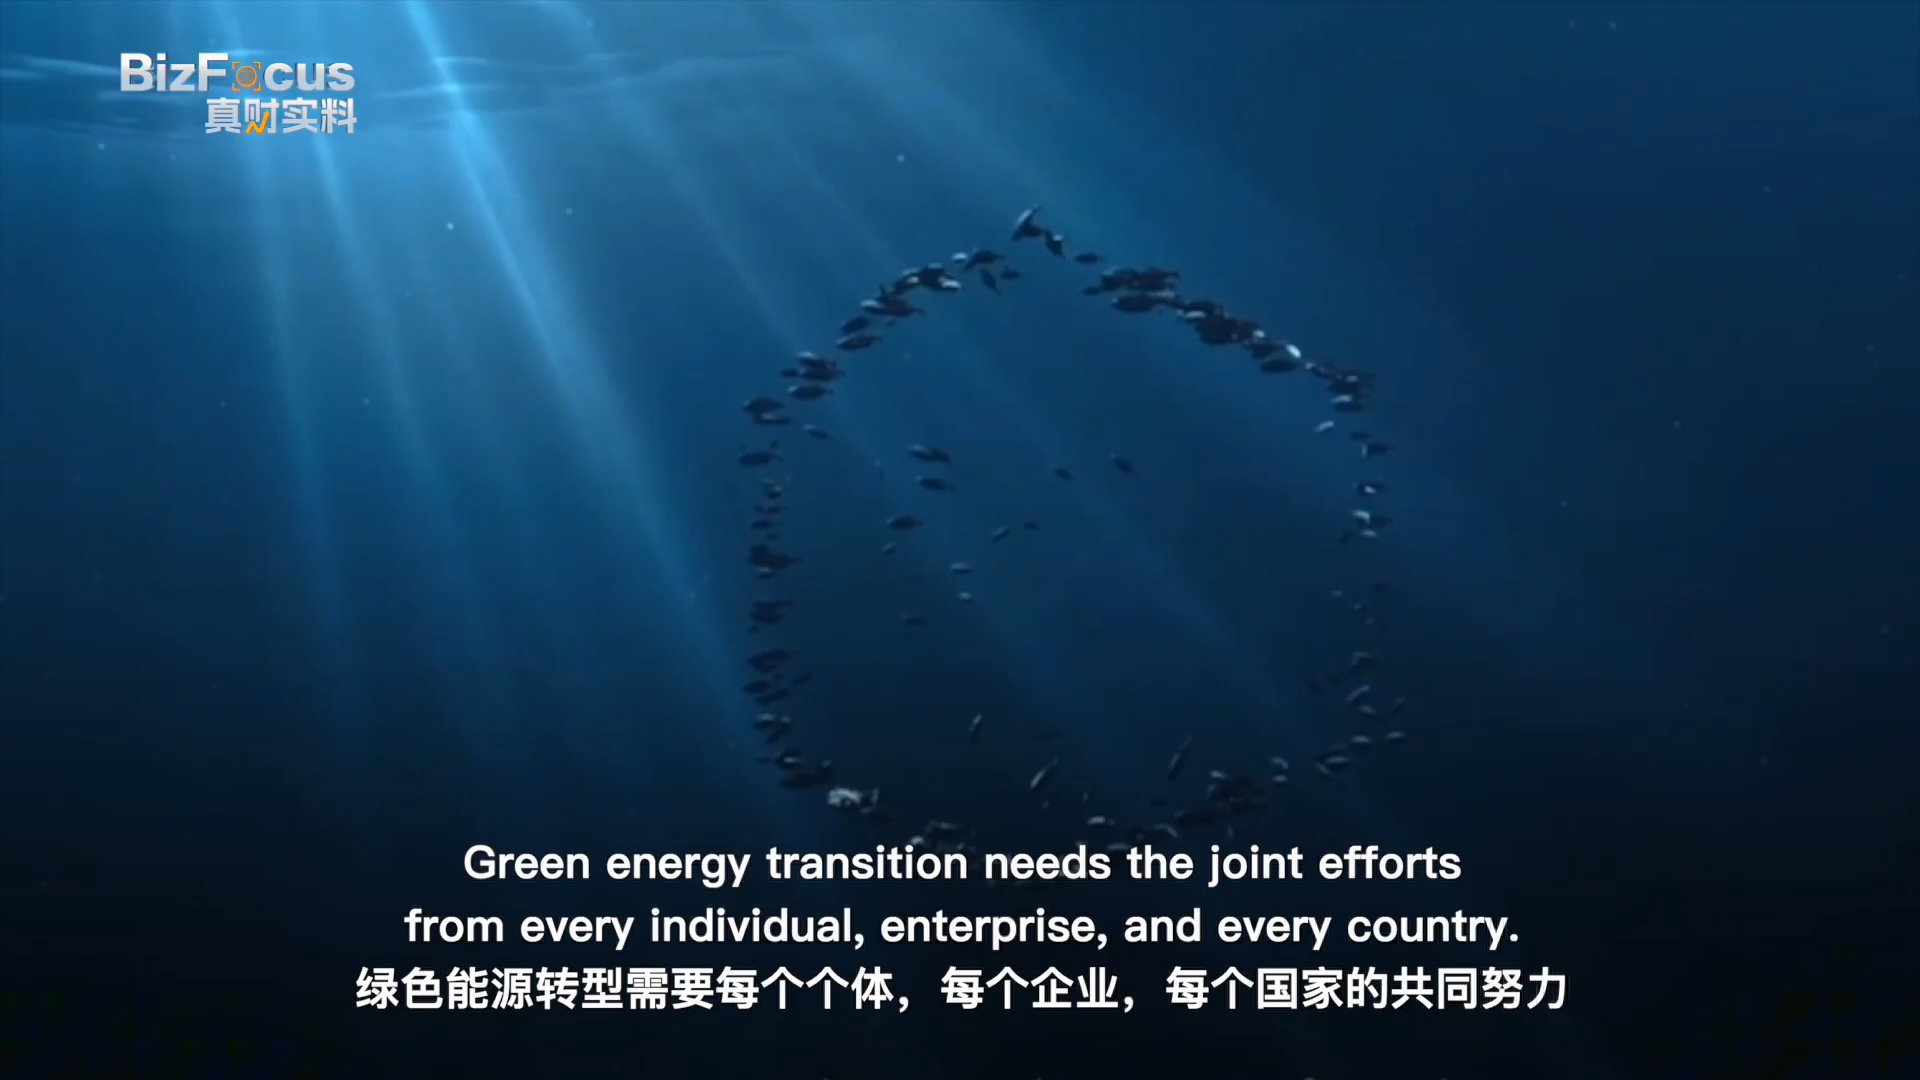 BizFocus
真财实料
Green energy transition needs the joint efforts
from every individual, enterprise, and every country.
绿色能源转型需要每个个体，每个企业，每个国家的共同努力